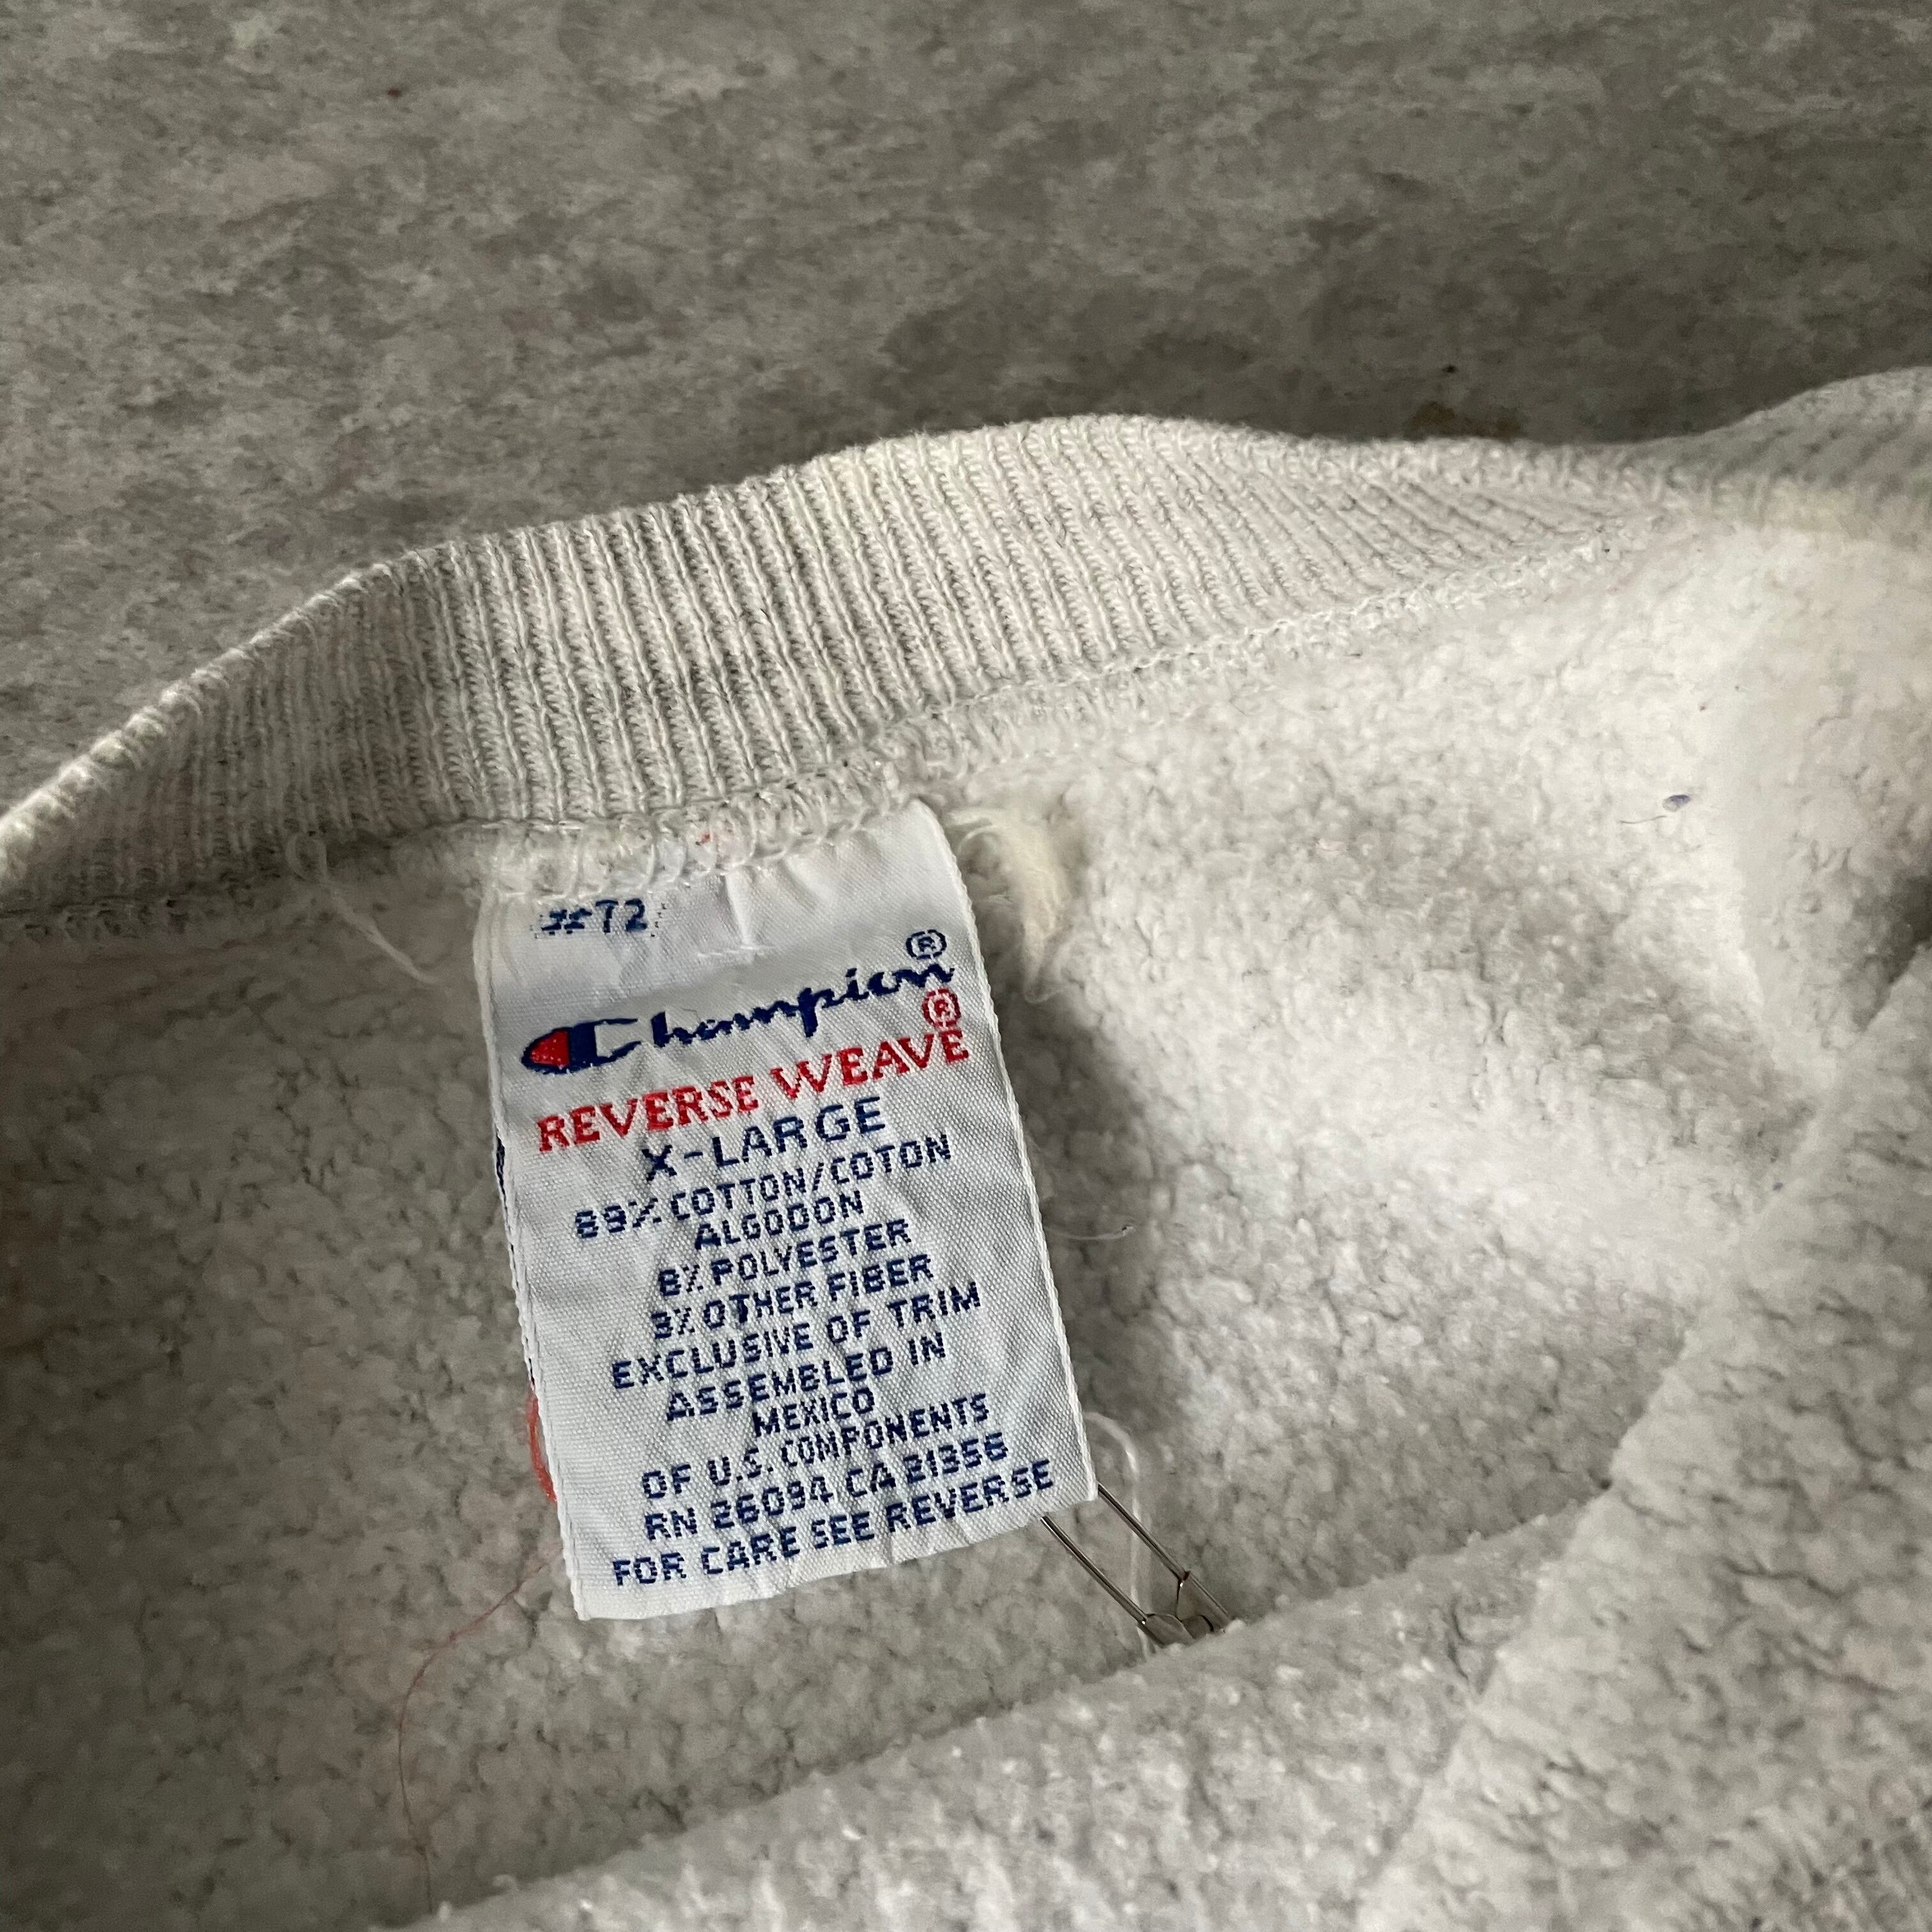 #72
Champion®
REVERSE WEAVE®
X-LARGE
89% COTTON/COTON
ALGODON
8% POLYESTER
3% OTHER FIBER
EXCLUSIVE OF TRIM
ASSEMBLED IN
MEXICO
OF U.S. COMPONENTS
RN 26094 CA 21356
FOR CARE SEE REVERSE